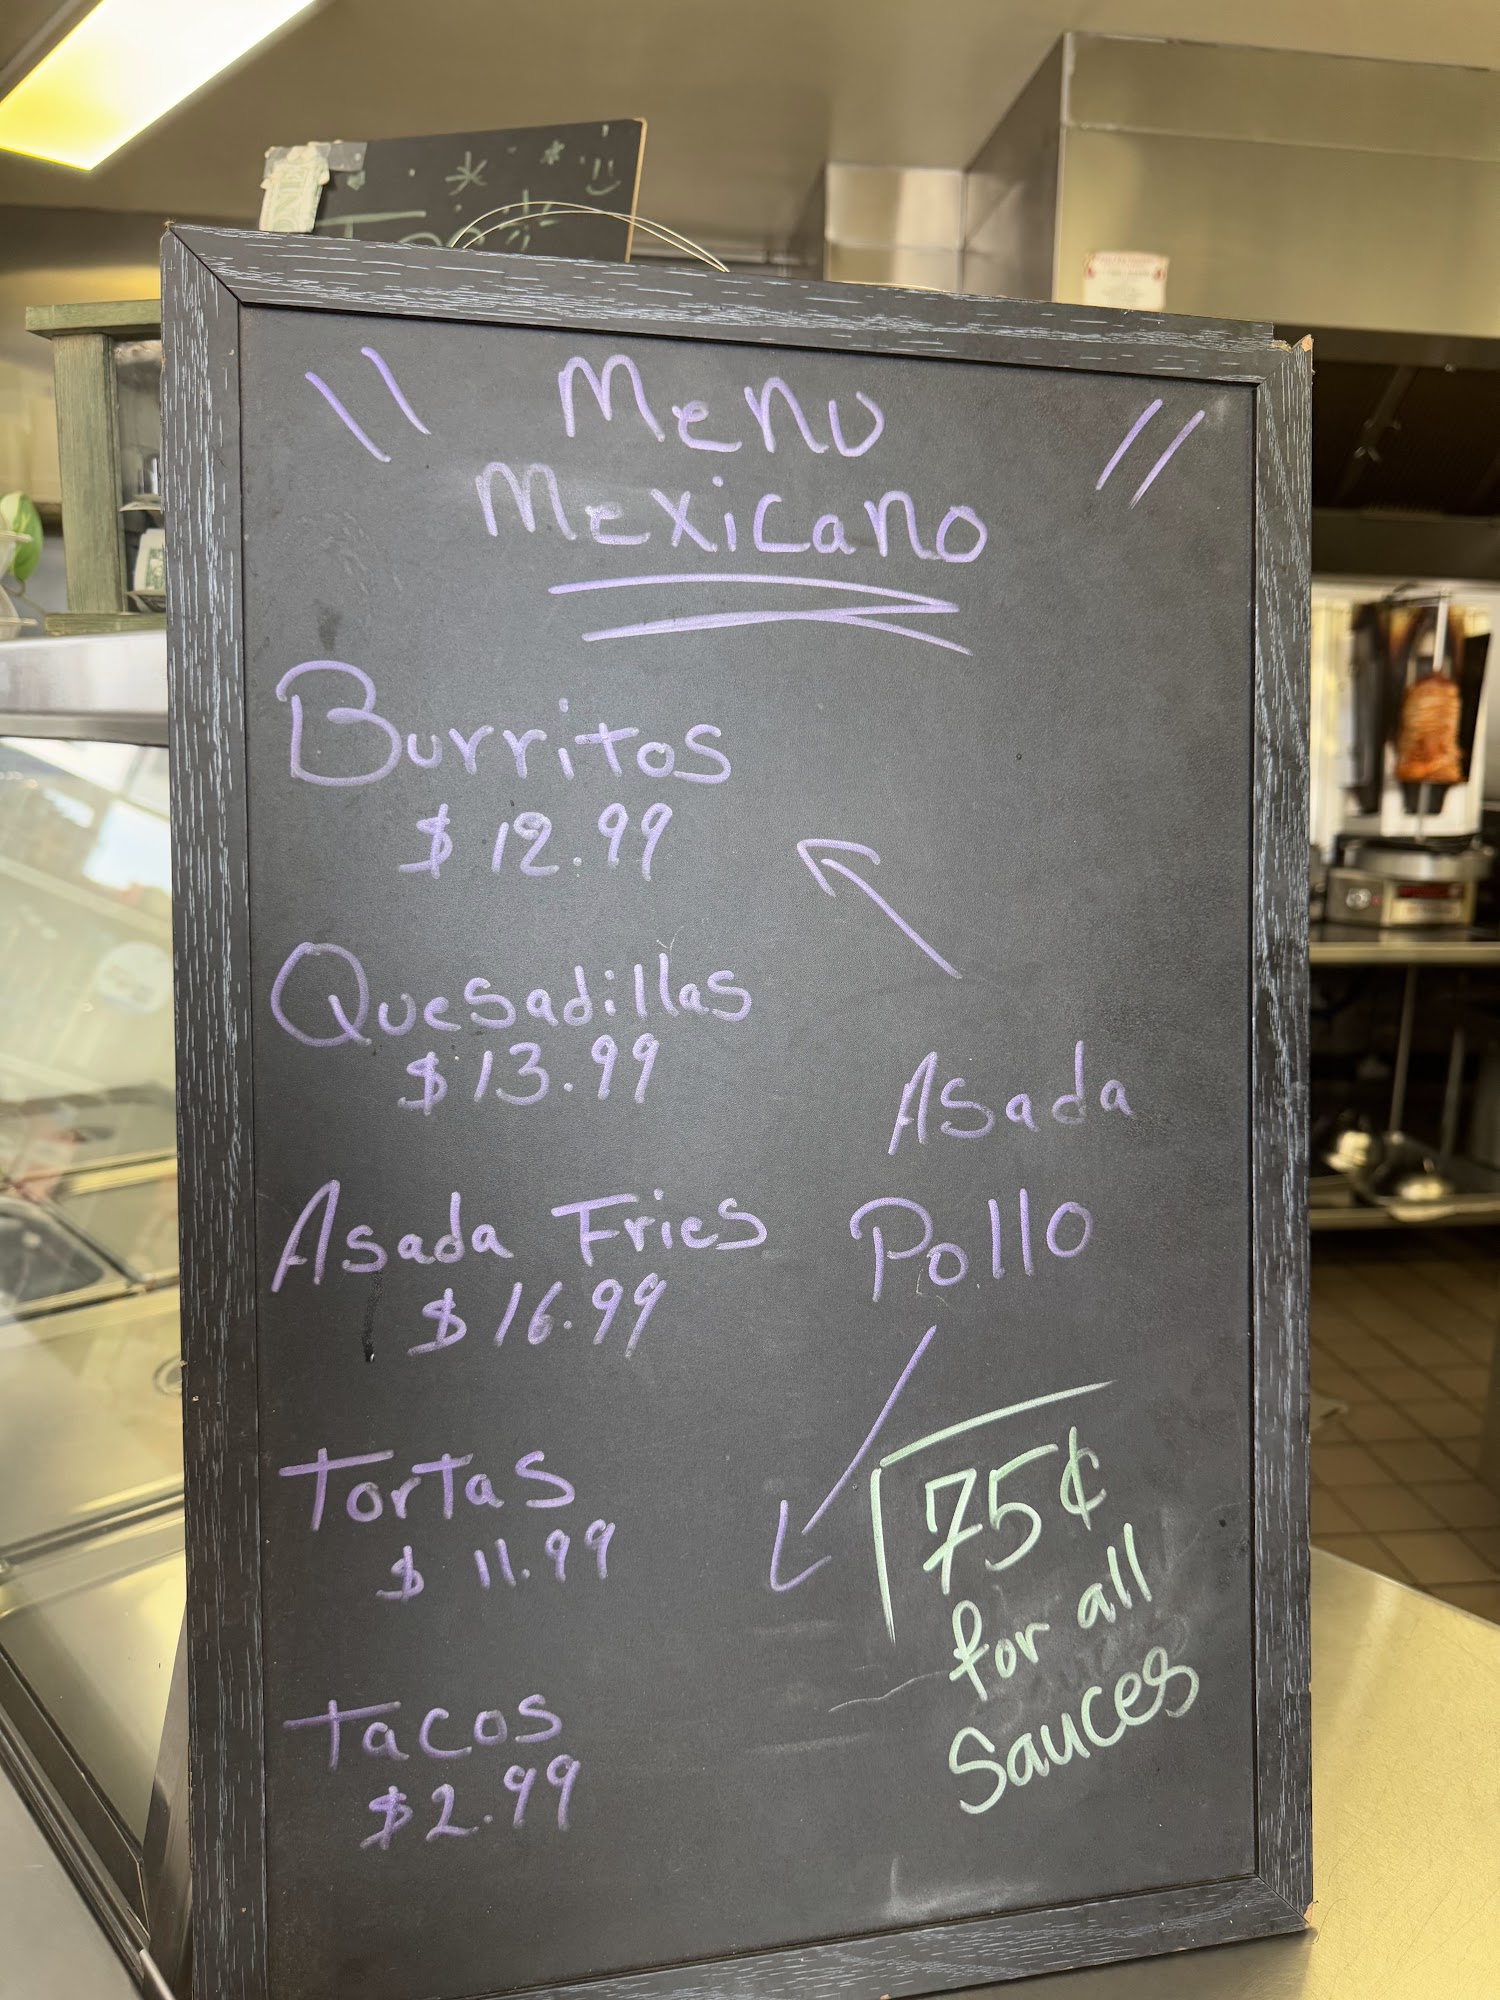 Menu
Mexicano
Burritos
$12.99
Quesadillas
$13.99
Asada Fries
$16.99
Tortas
$11.99
Tacos
$2.99
Asada
Pollo
75¢
for all
Sauces